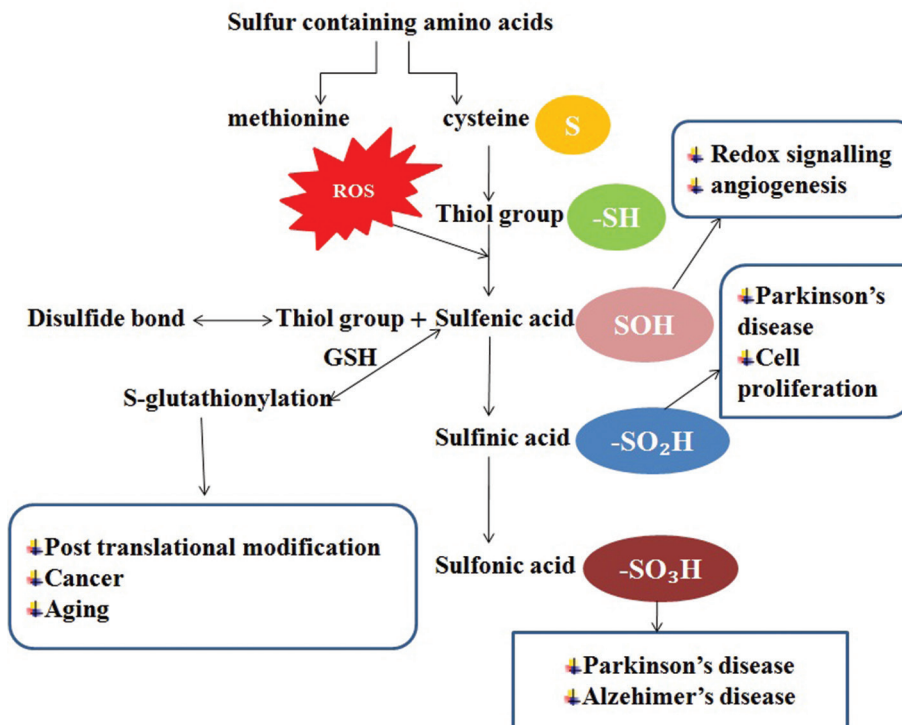 Sulfur containing amino acids
methionine
cysteine
S
ROS
Thiol group
-SH
Redox signalling
angiogenesis
Disulfide bond
Thiol group + Sulfenic acid
SOH
Parkinson's
disease
Cell
proliferation
GSH
S-glutathionylation
Sulfinic acid
-SO₂H
Post translational modification
Cancer
Aging
Sulfonic acid
-SO₃H
Parkinson's disease
Alzehimer's disease